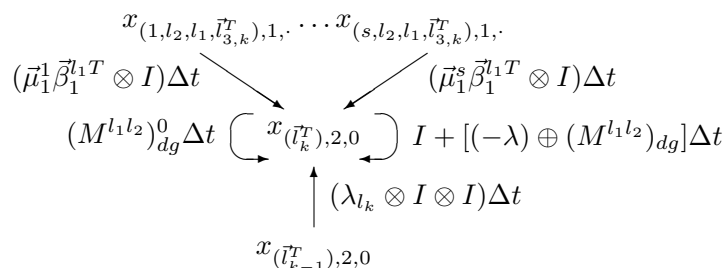 $x_{(1,l_2,l_1,\vec{l}_{3,k}^T),1,\cdot} \cdots x_{(s,l_2,l_1,\vec{l}_{3,k}^T),1,\cdot}$
$(\vec{\mu}_1^1 \vec{\beta}_1^{l_1 T} \otimes I)\Delta t$ $(\vec{\mu}_1^s \vec{\beta}_1^{l_1 T} \otimes I)\Delta t$
$(M^{l_1 l_2})_{dg}^0 \Delta t$ $x_{(\vec{l}_k^T),2,0}$ $I + [(-\lambda) \oplus (M^{l_1 l_2})_{dg}]\Delta t$
$(\lambda_{l_k} \otimes I \otimes I)\Delta t$
$x_{(\vec{l}_{k-1}^T),2,0}$